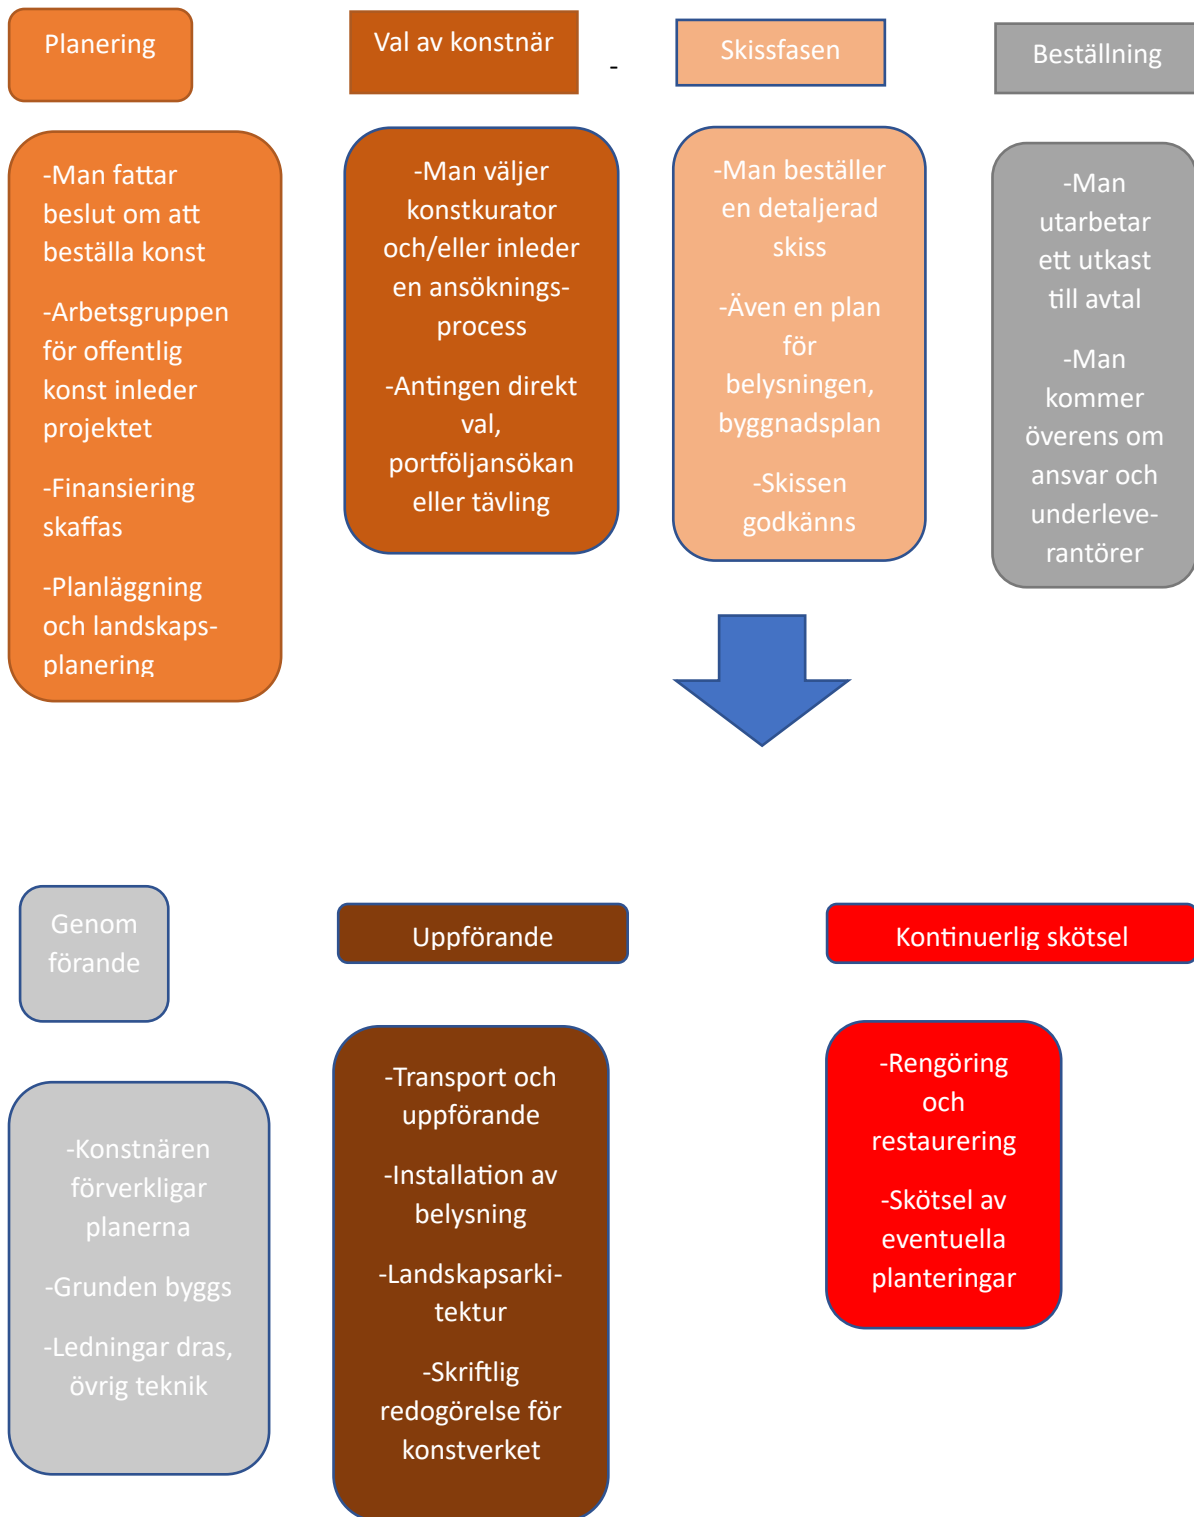 Planering
-Man fattar
beslut om att
beställa konst
-Arbetsgruppen
för offentlig
konst inleder
projektet
-Finansiering
skaffas
-Planläggning
och landskaps-
planering
Val av konstnär
-Man väljer
konstkurator
och/eller inleder
en ansöknings-
process
-Antingen direkt
val,
portföljansökan
eller tävling
-
Skissfasen
-Man beställer
en detaljerad
skiss
-Även en plan
för
belysningen,
byggnadsplan
-Skissen
godkänns
Beställning
-Man
utarbetar
ett utkast
till avtal
-Man
kommer
överens om
ansvar och
underleve-
rantörer
Genom
förande
-Konstnären
förverkligar
planerna
-Grunden byggs
-Ledningar dras,
övrig teknik
Uppförande
-Transport och
uppförande
-Installation av
belysning
-Landskapsarki-
tektur
-Skriftlig
redogörelse för
konstverket
Kontinuerlig skötsel
-Rengöring
och
restaurering
-Skötsel av
eventuella
planteringar